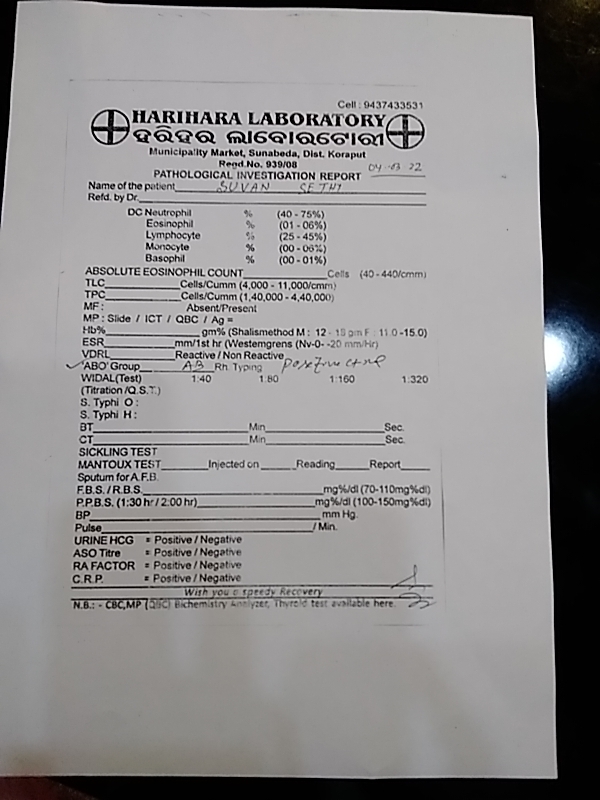 Cell : 9437433531
HARIHARA LABORATORY
ହରିହର ଲାବୋରଟୋରୀ
Municipality Market, Sunabeda, Dist. Koraput
Regd.No. 939/08
PATHOLOGICAL INVESTIGATION REPORT 04-03 22
Name of the patient SUVAN SETHI
Refd. by Dr.
DC Neutrophil % (40 - 75%)
Eosinophil % (01 - 06%)
Lymphocyte % (25 - 45%)
Monocyte % (00 - 06%)
Basophil % (00 - 01%)
ABSOLUTE EOSINOPHIL COUNT Cells (40 - 440/cmm)
TLC Cells/Cumm (4,000 - 11,000/cmm)
TPC Cells/Cumm (1,40,000 - 4,40,000)
MF : Absent/Present
MP : Slide / ICT / QBC / Ag =
Hb% gm% (Shalismethod M : 12 - 18 gm F : 11.0 -15.0)
ESR mm/1st hr (Westemgrens (Nv-0- -20 mm/Hr)
VDRL Reactive / Non Reactive
'ABO' Group AB Rh. Typing
WIDAL(Test) 1:40 1:80 1:160 1:320
(Titration /Q.S.T.)
S. Typhi O :
S. Typhi H :
BT Min Sec.
CT Min Sec.
SICKLING TEST
MANTOUX TEST Injected on Reading Report
Sputum for A.F.B.
F.B.S. / R.B.S. mg%/dl (70-110mg%dl)
P.P.B.S. (1:30 hr / 2:00 hr) mg%/dl (100-150mg%dl)
BP mm Hg.
Pulse / Min.
URINE HCG = Positive / Negative
ASO Titre = Positive / Negative
RA FACTOR = Positive / Negative
C.R.P. = Positive / Negative
Wish you a speedy Recovery
N.B.: - CBC,MP (QBC) Bichemistry Analyzer, Thyroid test available here.